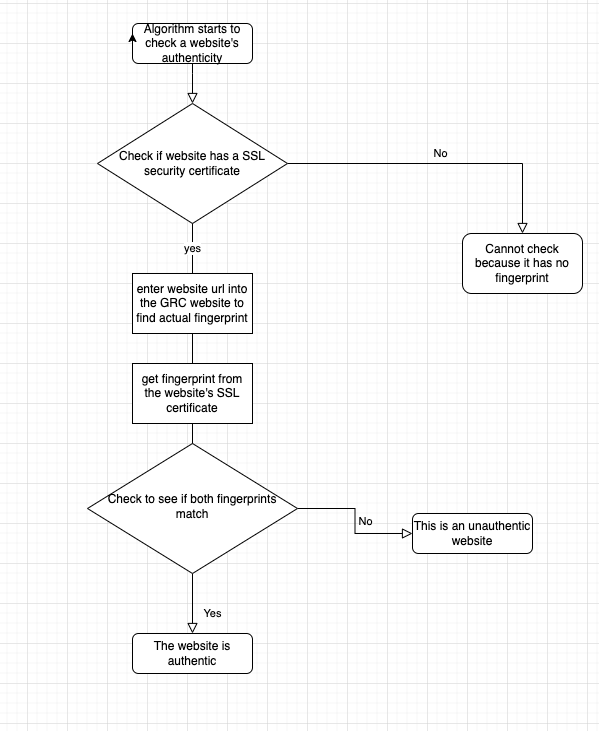 Algorithm starts to
check a website's
authenticity
Check if website has a SSL
security certificate
No
Cannot check
because it has no
fingerprint
yes
enter website url into
the GRC website to
find actual fingerprint
get fingerprint from
the website's SSL
certificate
Check to see if both fingerprints
match
No
This is an unauthentic
website
Yes
The website is
authentic